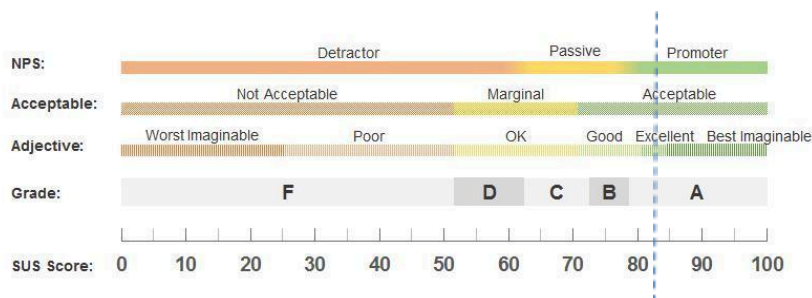 NPS: Detractor Passive Promoter
Acceptable: Not Acceptable Marginal Acceptable
Adjective: Worst Imaginable Poor OK Good Excellent Best Imaginable
Grade: F D C B A
SUS Score: 0 10 20 30 40 50 60 70 80 90 100